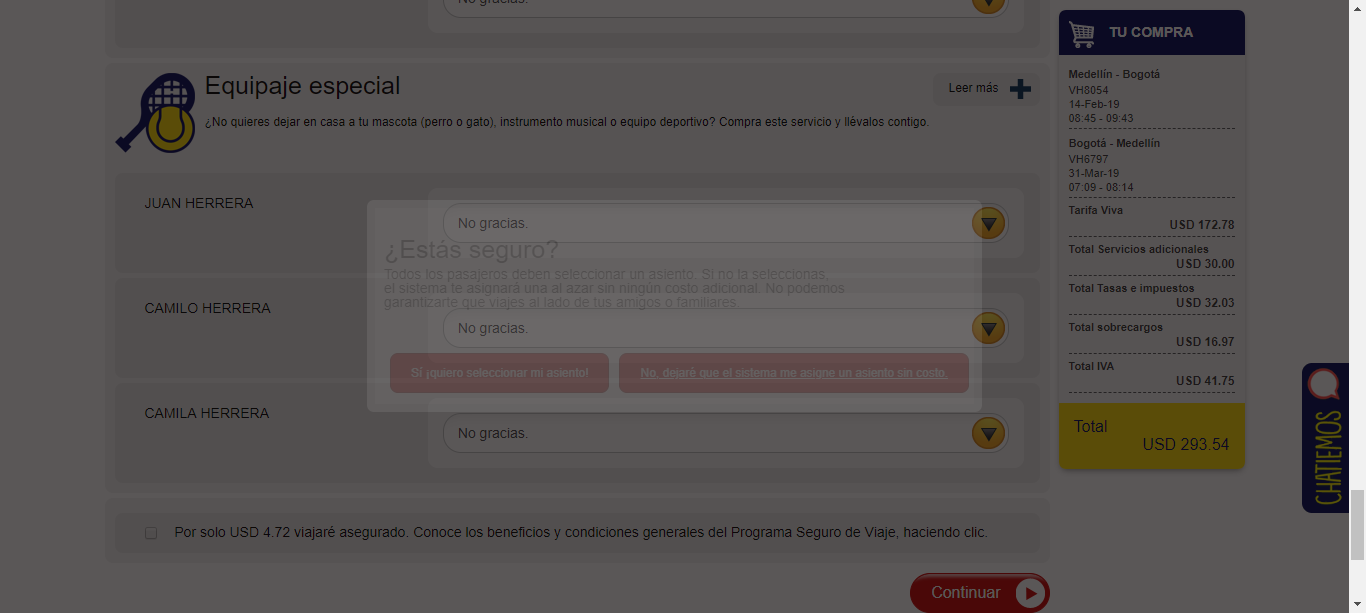 No gracias.
Equipaje especial
Leer más
¿No quieres dejar en casa a tu mascota (perro o gato), instrumento musical o equipo deportivo? Compra este servicio y llévalos contigo.
JUAN HERRERA
No gracias.
¿Estás seguro?
Todos los pasajeros deben seleccionar un asiento. Si no la seleccionas,
el sistema te asignará una al azar sin ningún costo adicional. No podemos
garantizarte que viajes al lado de tus amigos o familiares.
CAMILO HERRERA
No gracias.
Sí ¡quiero seleccionar mi asiento!
No, dejaré que el sistema me asigne un asiento sin costo.
CAMILA HERRERA
No gracias.
Por solo USD 4.72 viajaré asegurado. Conoce los beneficios y condiciones generales del Programa Seguro de Viaje, haciendo clic.
Continuar
TU COMPRA
Medellín - Bogotá
VH8054
14-Feb-19
08:45 - 09:43
Bogotá - Medellín
VH6797
31-Mar-19
07:09 - 08:14
Tarifa Viva
USD 172.78
Total Servicios adicionales
USD 30.00
Total Tasas e impuestos
USD 32.03
Total sobrecargos
USD 16.97
Total IVA
USD 41.75
Total
USD 293.54
CHATIEMOS